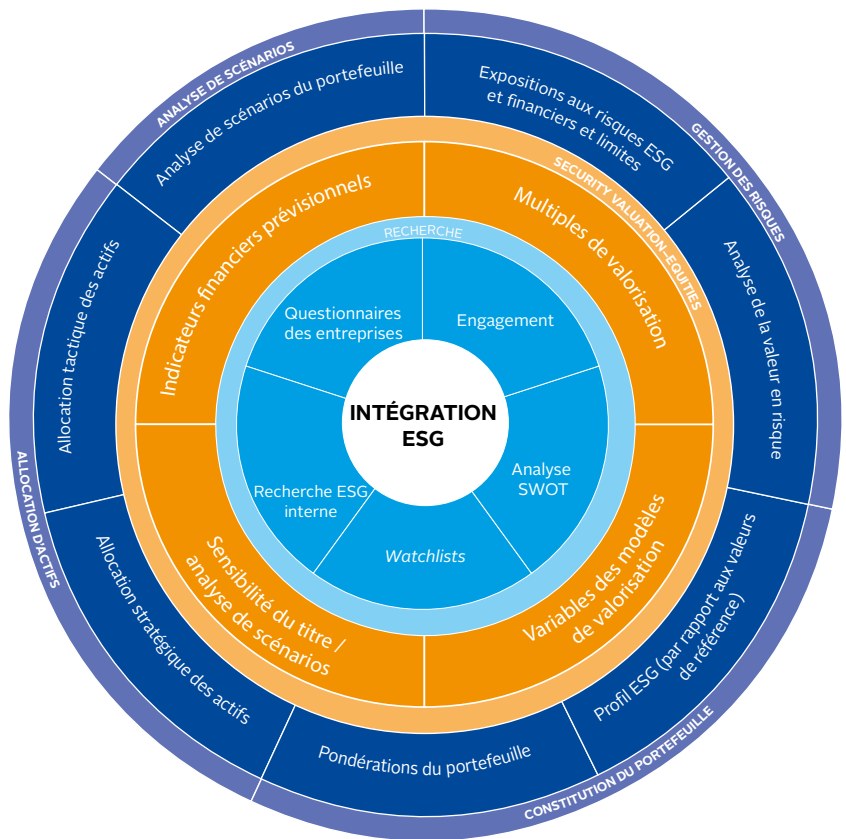 ANALYSE DE SCÉNARIOS
GESTION DES RISQUES
CONSTITUTION DU PORTEFEUILLE
ALLOCATION D'ACTIFS
Analyse de scénarios du portefeuille
Expositions aux risques ESG
et financiers et limites
Analyse de la valeur en risque
Profil ESG (par rapport aux valeurs
de référence)
Pondérations du portefeuille
Allocation stratégique des actifs
Allocation tactique des actifs
SECURITY VALUATION–EQUITIES
Indicateurs financiers prévisionnels
Multiples de valorisation
Variables des modèles
de valorisation
Sensibilité du titre /
analyse de scénarios
RECHERCHE
Questionnaires
des entreprises
Engagement
Analyse
SWOT
Watchlists
Recherche ESG
interne
INTÉGRATION
ESG